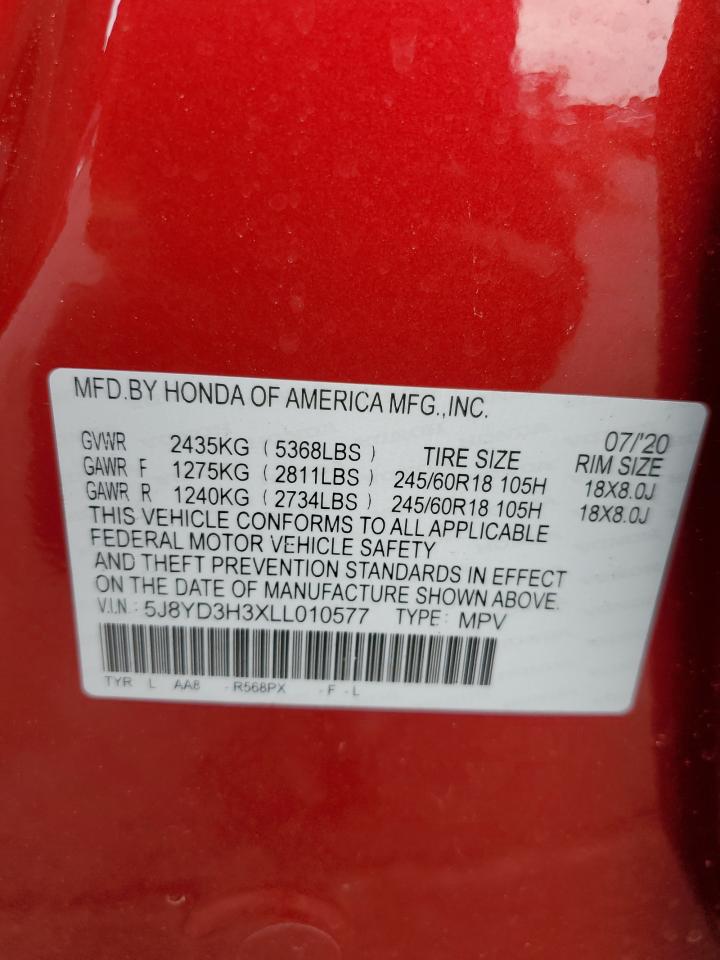 MFD.BY HONDA OF AMERICA MFG.,INC.
07/'20
GVWR 2435KG ( 5368LBS ) TIRE SIZE RIM SIZE
GAWR F 1275KG ( 2811LBS ) 245/60R18 105H 18X8.0J
GAWR R 1240KG ( 2734LBS ) 245/60R18 105H 18X8.0J
THIS VEHICLE CONFORMS TO ALL APPLICABLE
FEDERAL MOTOR VEHICLE SAFETY
AND THEFT PREVENTION STANDARDS IN EFFECT
ON THE DATE OF MANUFACTURE SHOWN ABOVE.
V.I.N.: 5J8YD3H3XLL010577 TYPE: MPV
TYR L AA8 -R568PX -F -L